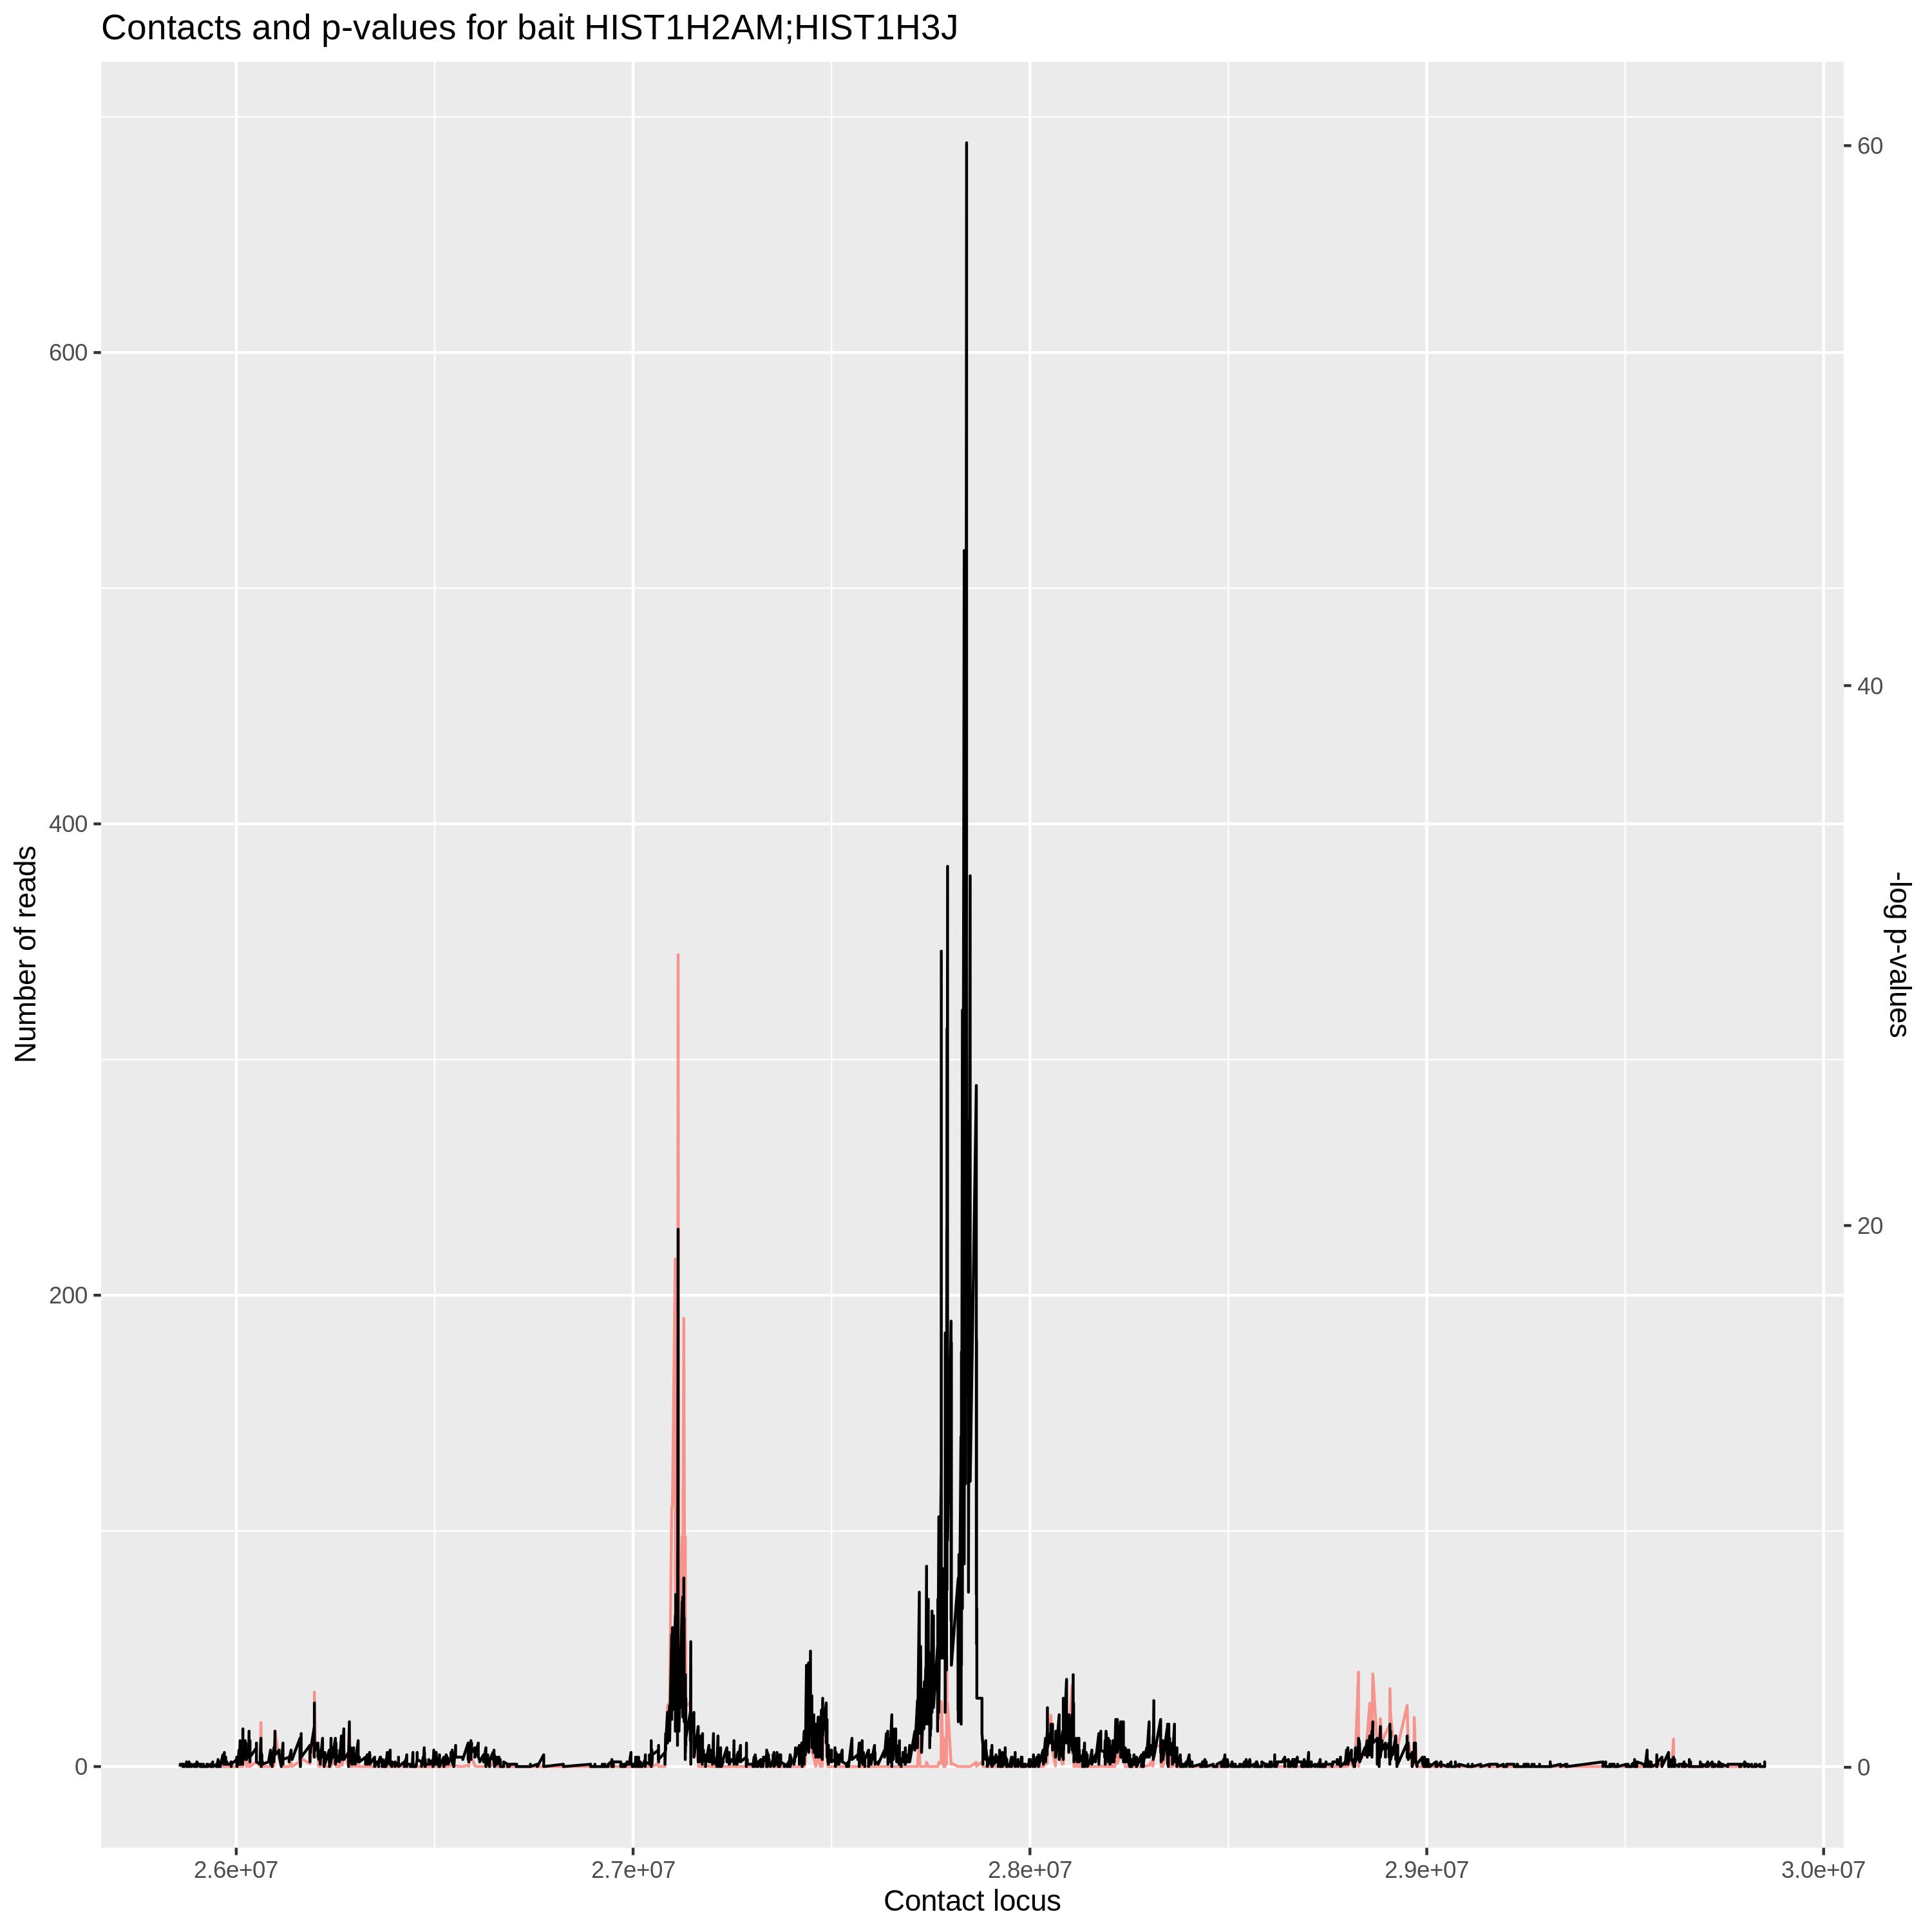 Contacts and p-values for bait HIST1H2AM;HIST1H3J
Number of reads
600
400
200
0
60
40
20
0
-log p-values
2.6e+07
2.7e+07
2.8e+07
2.9e+07
3.0e+07
Contact locus